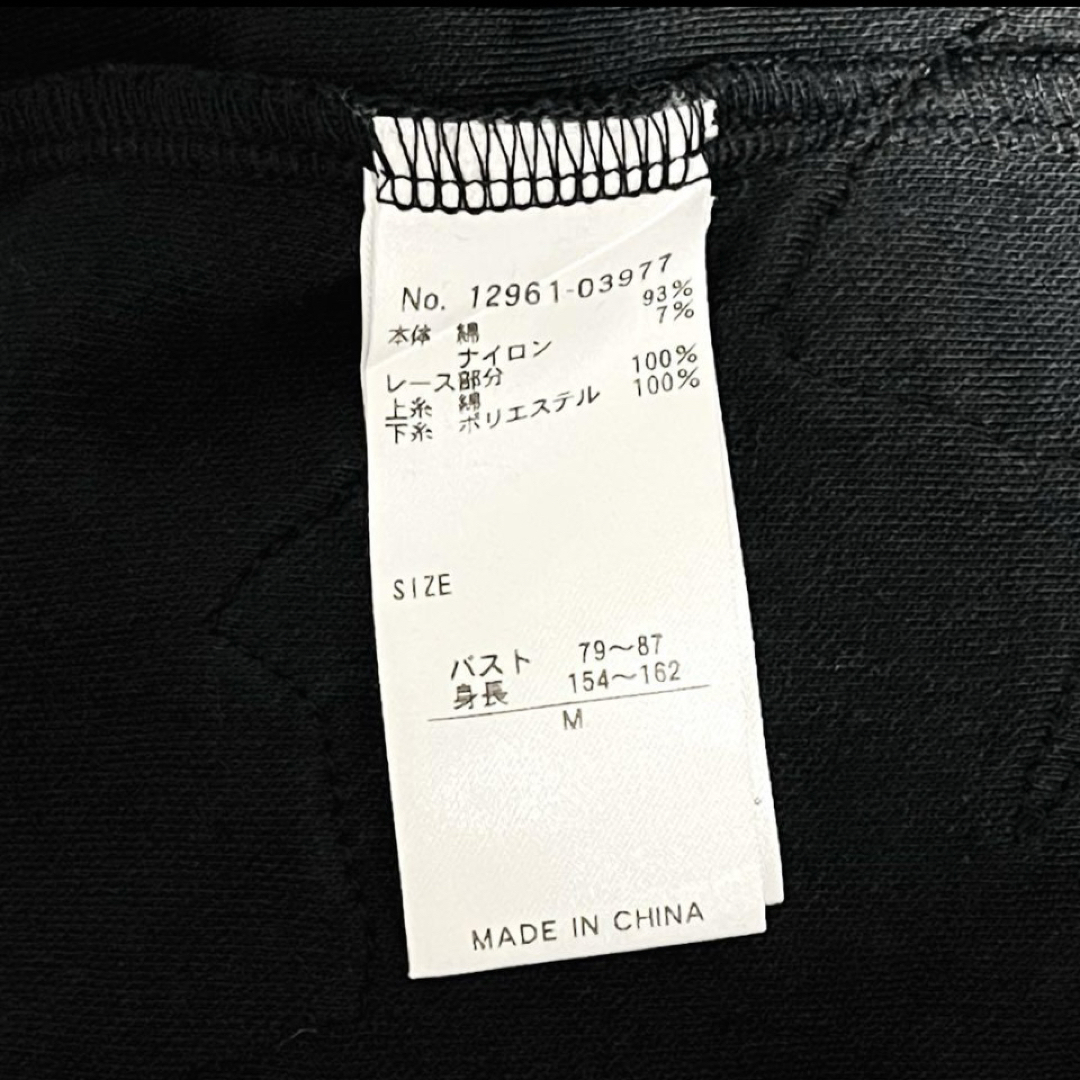 No. 12961-03977
本体 綿 93%
ナイロン 7%
レース部分
上糸 綿 100%
下糸 ポリエステル 100%
SIZE
バスト 79〜87
身長 154〜162
M
MADE IN CHINA